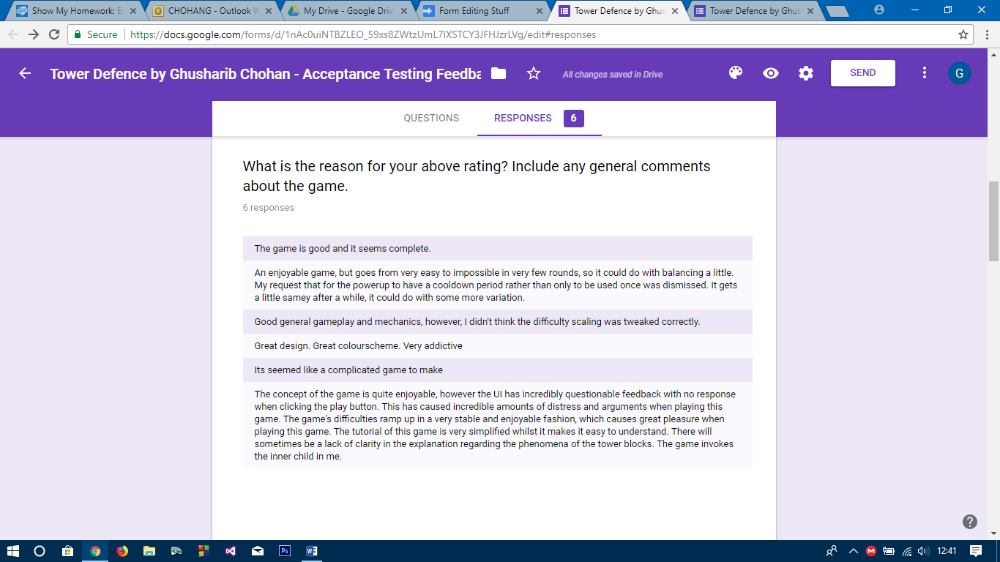 Show My Homework: E
CHOHANG - Outlook W
My Drive - Google Driv
Form Editing Stuff
Tower Defence by Ghus
Tower Defence by Ghus
Secure
https://docs.google.com/forms/d/1nAc0uiNTBZLEO_59xs8ZWtzUmL7lXSTCY3JFHJzrLVg/edit#responses
Tower Defence by Ghusharib Chohan - Acceptance Testing Feedba
All changes saved in Drive
SEND
G
QUESTIONS
RESPONSES 6
What is the reason for your above rating? Include any general comments
about the game.
6 responses
The game is good and it seems complete.
An enjoyable game, but goes from very easy to impossible in very few rounds, so it could do with balancing a little.
My request that for the powerup to have a cooldown period rather than only to be used once was dismissed. It gets
a little samey after a while, it could do with some more variation.
Good general gameplay and mechanics, however, I didn't think the difficulty scaling was tweaked correctly.
Great design. Great colourscheme. Very addictive
Its seemed like a complicated game to make
The concept of the game is quite enjoyable, however the UI has incredibly questionable feedback with no response
when clicking the play button. This has caused incredible amounts of distress and arguments when playing this
game. The game's difficulties ramp up in a very stable and enjoyable fashion, which causes great pleasure when
playing this game. The tutorial of this game is very simplified whilst it makes it easy to understand. There will
sometimes be a lack of clarity in the explanation regarding the phenomena of the tower blocks. The game invokes
the inner child in me.
?
Ps
12:41